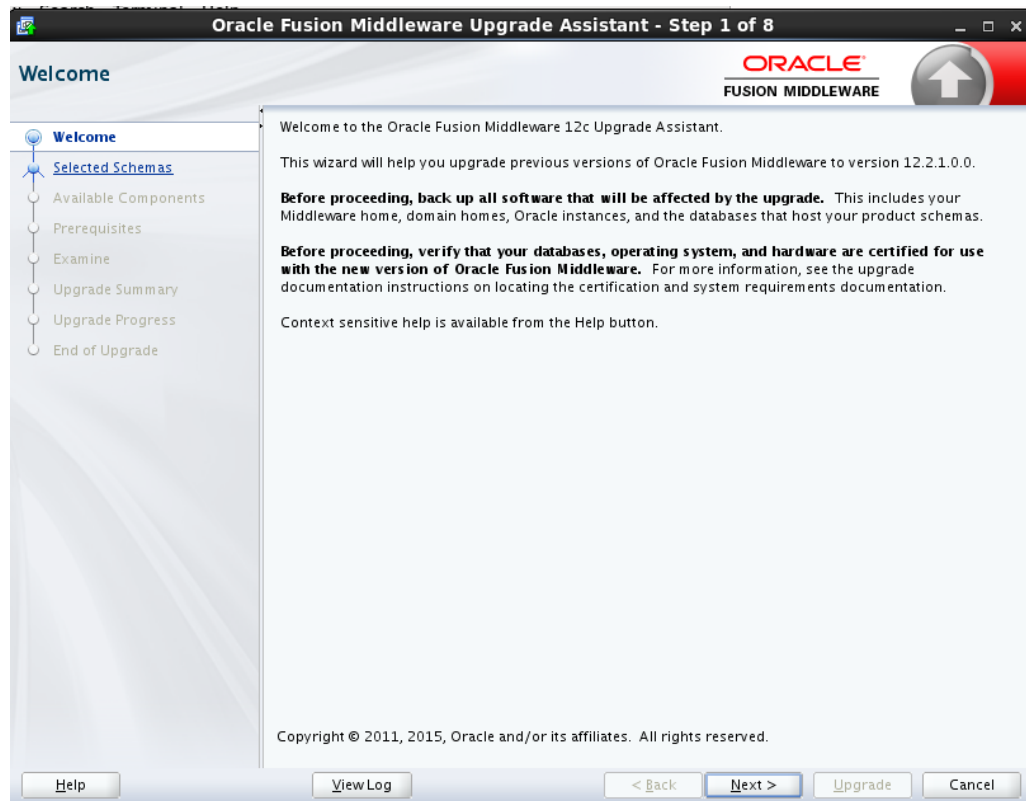 Search Terminal Help
Oracle Fusion Middleware Upgrade Assistant - Step 1 of 8
Welcome
ORACLE
FUSION MIDDLEWARE
Welcome
Selected Schemas
Available Components
Prerequisites
Examine
Upgrade Summary
Upgrade Progress
End of Upgrade
Welcome to the Oracle Fusion Middleware 12c Upgrade Assistant.
This wizard will help you upgrade previous versions of Oracle Fusion Middleware to version 12.2.1.0.0.
Before proceeding, back up all software that will be affected by the upgrade. This includes your
Middleware home, domain homes, Oracle instances, and the databases that host your product schemas.
Before proceeding, verify that your databases, operating system, and hardware are certified for use
with the new version of Oracle Fusion Middleware. For more information, see the upgrade
documentation instructions on locating the certification and system requirements documentation.
Context sensitive help is available from the Help button.
Copyright © 2011, 2015, Oracle and/or its affiliates. All rights reserved.
Help
View Log
< Back
Next >
Upgrade
Cancel